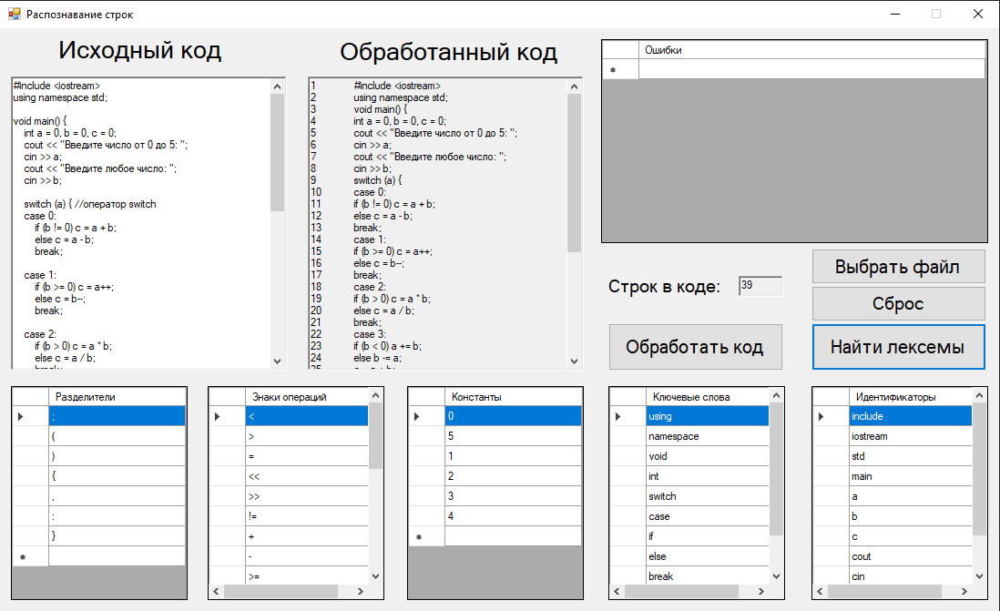 Распознавание строк
Исходный код
#include <iostream>
using namespace std;
void main() {
int a = 0, b = 0, c = 0;
cout << "Введите число от 0 до 5: ";
cin >> a;
cout << "Введите любое число: ";
cin >> b;
switch (a) { //оператор switch
case 0:
if (b != 0) c = a + b;
else c = a - b;
break;
case 1:
if (b >= 0) c = a++;
else c = b--;
break;
case 2:
if (b > 0) c = a * b;
else c = a / b;
Обработанный код
1 #include <iostream>
2 using namespace std;
3 void main() {
4 int a = 0, b = 0, c = 0;
5 cout << "Введите число от 0 до 5: ";
6 cin >> a;
7 cout << "Введите любое число: ";
8 cin >> b;
9 switch (a) {
10 case 0:
11 if (b != 0) c = a + b;
12 else c = a - b;
13 break;
14 case 1:
15 if (b >= 0) c = a++;
16 else c = b--;
17 break;
18 case 2:
19 if (b > 0) c = a * b;
20 else c = a / b;
21 break;
22 case 3:
23 if (b < 0) a += b;
24 else b -= a;
Ошибки
Строк в коде: 39
Выбрать файл
Сброс
Обработать код
Найти лексемы
Разделители
;
(
)
{
,
:
}
Знаки операций
<
>
=
<<
>>
!=
+
-
>=
Константы
0
5
1
2
3
4
Ключевые слова
using
namespace
void
int
switch
case
if
else
break
Идентификаторы
include
iostream
std
main
a
b
c
cout
cin